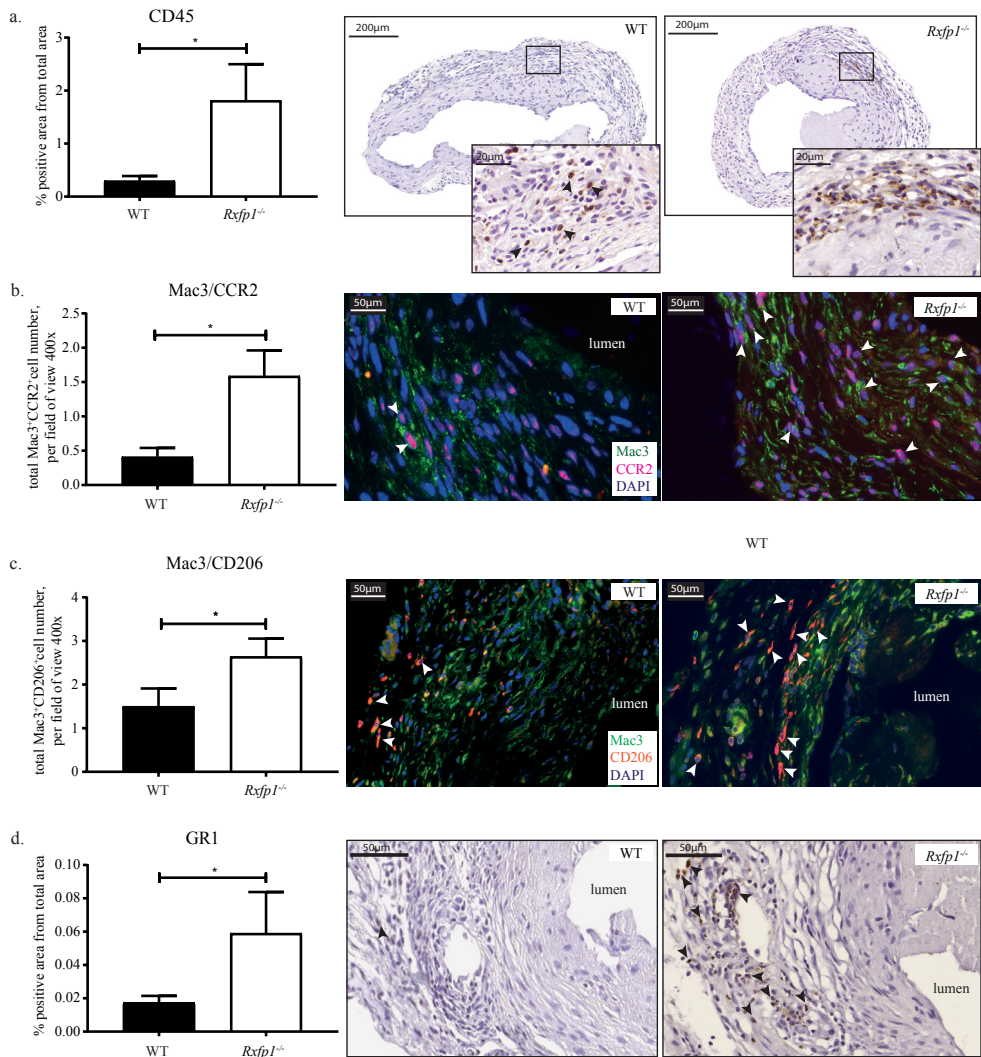 a.
CD45
% positive area from total area
3
2
1
0
*
WT
Rxfp1⁻/⁻
200µm
WT
20µm
200µm
Rxfp1⁻/⁻
20µm
b.
Mac3/CCR2
total Mac3⁺CCR2⁺cell number,
per field of view 400x
2.5
2.0
1.5
1.0
0.5
0.0
*
WT
Rxfp1⁻/⁻
50µm
WT
lumen
Mac3
CCR2
DAPI
50µm
Rxfp1⁻/⁻
WT
c.
Mac3/CD206
total Mac3⁺CD206⁺cell number,
per field of view 400x
4
3
2
1
0
*
WT
Rxfp1⁻/⁻
50µm
WT
lumen
Mac3
CD206
DAPI
50µm
Rxfp1⁻/⁻
lumen
d.
GR1
% positive area from total area
0.10
0.08
0.06
0.04
0.02
0.00
*
WT
Rxfp1⁻/⁻
50µm
WT
lumen
50µm
Rxfp1⁻/⁻
lumen